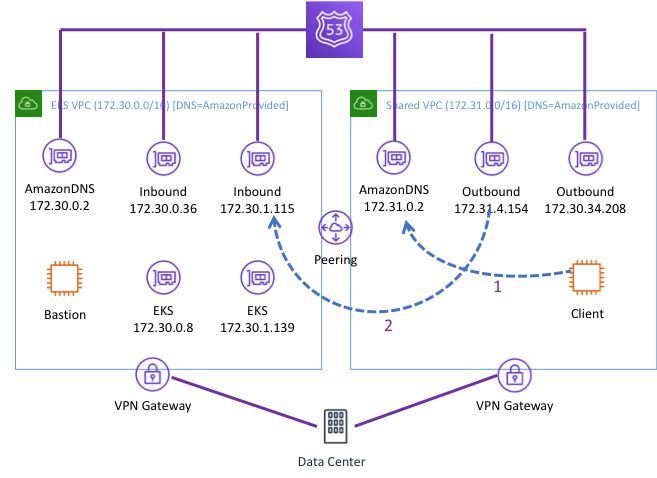 53
EKS VPC (172.30.0.0/16) [DNS=AmazonProvided]
Shared VPC (172.31.0.0/16) [DNS=AmazonProvided]
AmazonDNS
172.30.0.2
Inbound
172.30.0.36
Inbound
172.30.1.115
AmazonDNS
172.31.0.2
Outbound
172.31.4.154
Outbound
172.30.34.208
Peering
Bastion
EKS
172.30.0.8
EKS
172.30.1.139
1
2
Client
VPN Gateway
VPN Gateway
Data Center